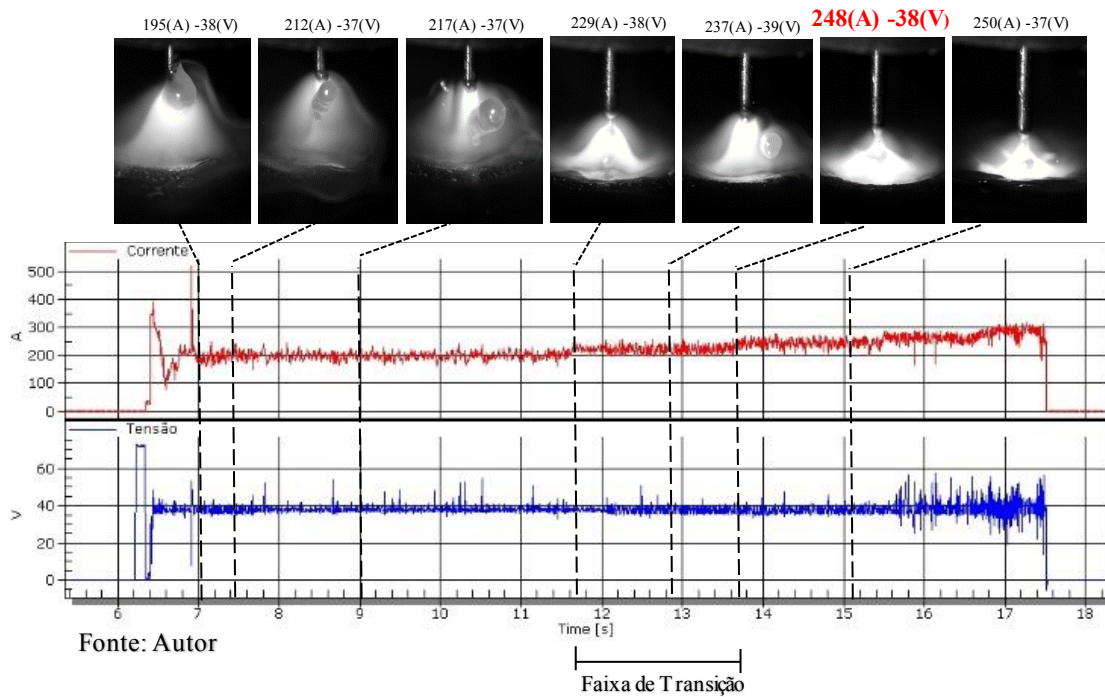 195(A) -38(V) 212(A) -37(V) 217(A) -37(V) 229(A) -38(V) 237(A) -39(V) 248(A) -38(V) 250(A) -37(V)
Corrente
500
400
A
300
200
100
0
Tensão
60
V
40
20
0
6 7 8 9 10 11 12 13 14 15 16 17 18
Time [s]
Fonte: Autor
Faixa de Transição